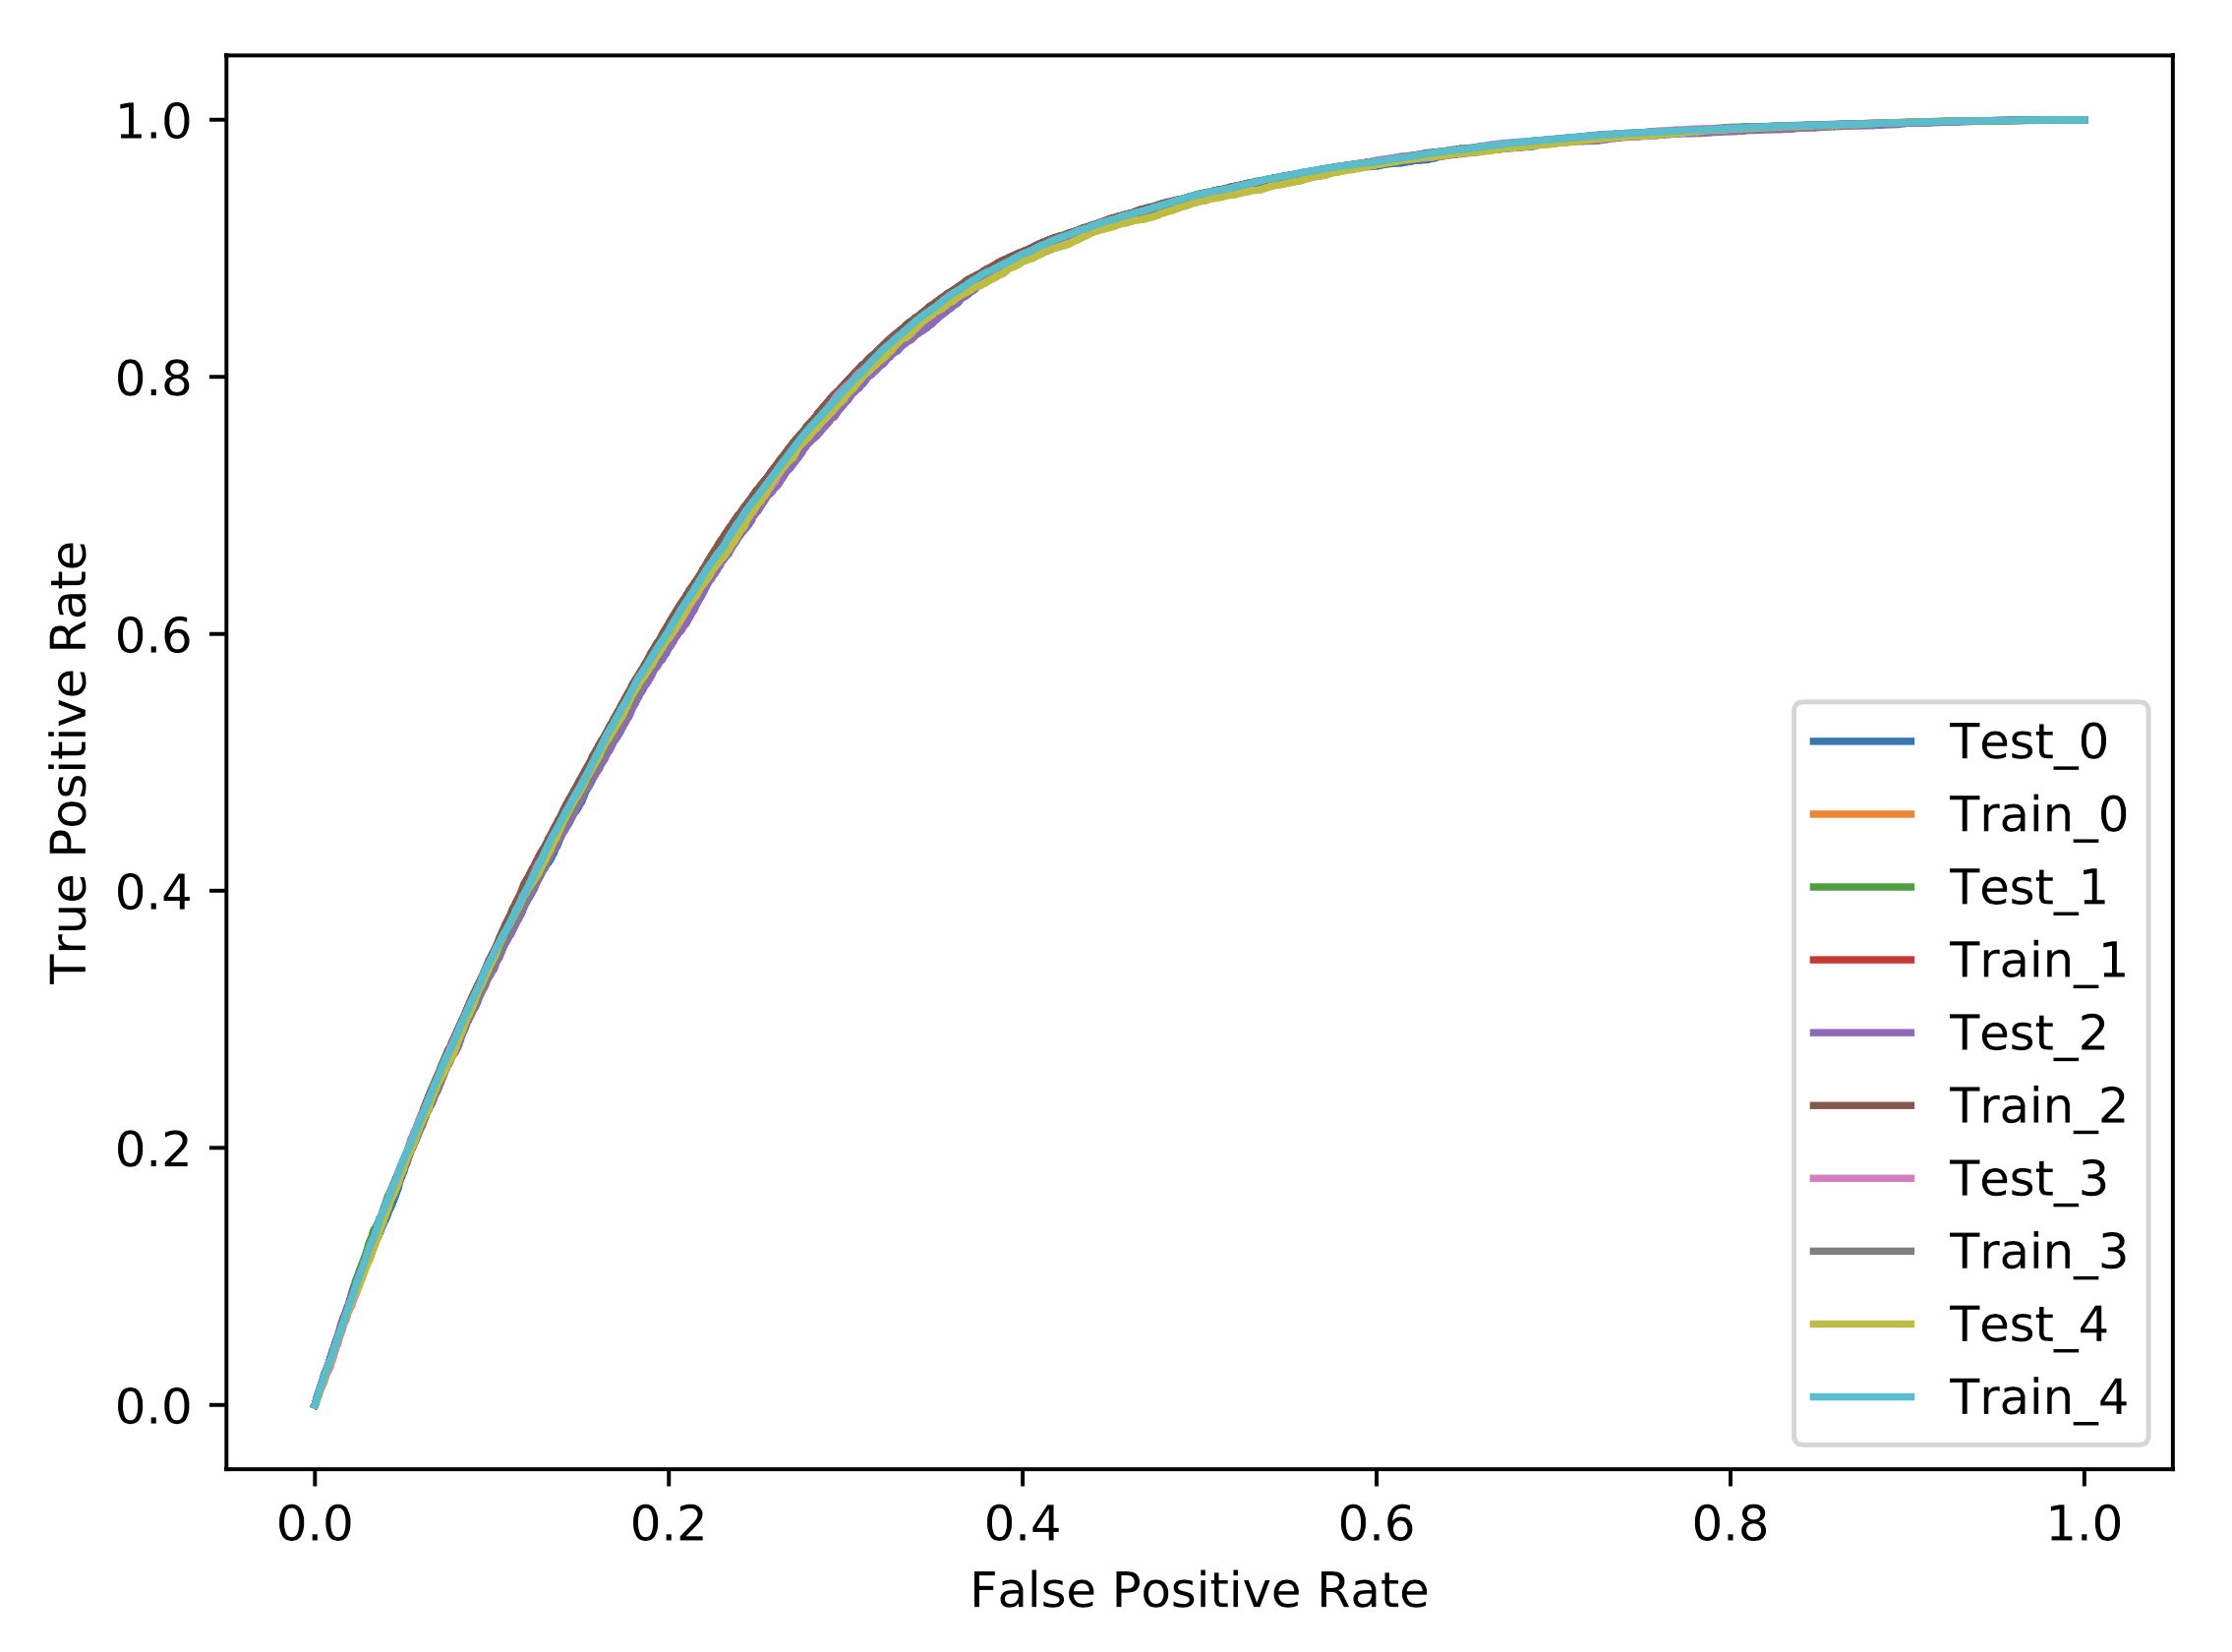 1.0
0.8
0.6
0.4
0.2
0.0
True Positive Rate
0.0 0.2 0.4 0.6 0.8 1.0
False Positive Rate
Test_0
Train_0
Test_1
Train_1
Test_2
Train_2
Test_3
Train_3
Test_4
Train_4